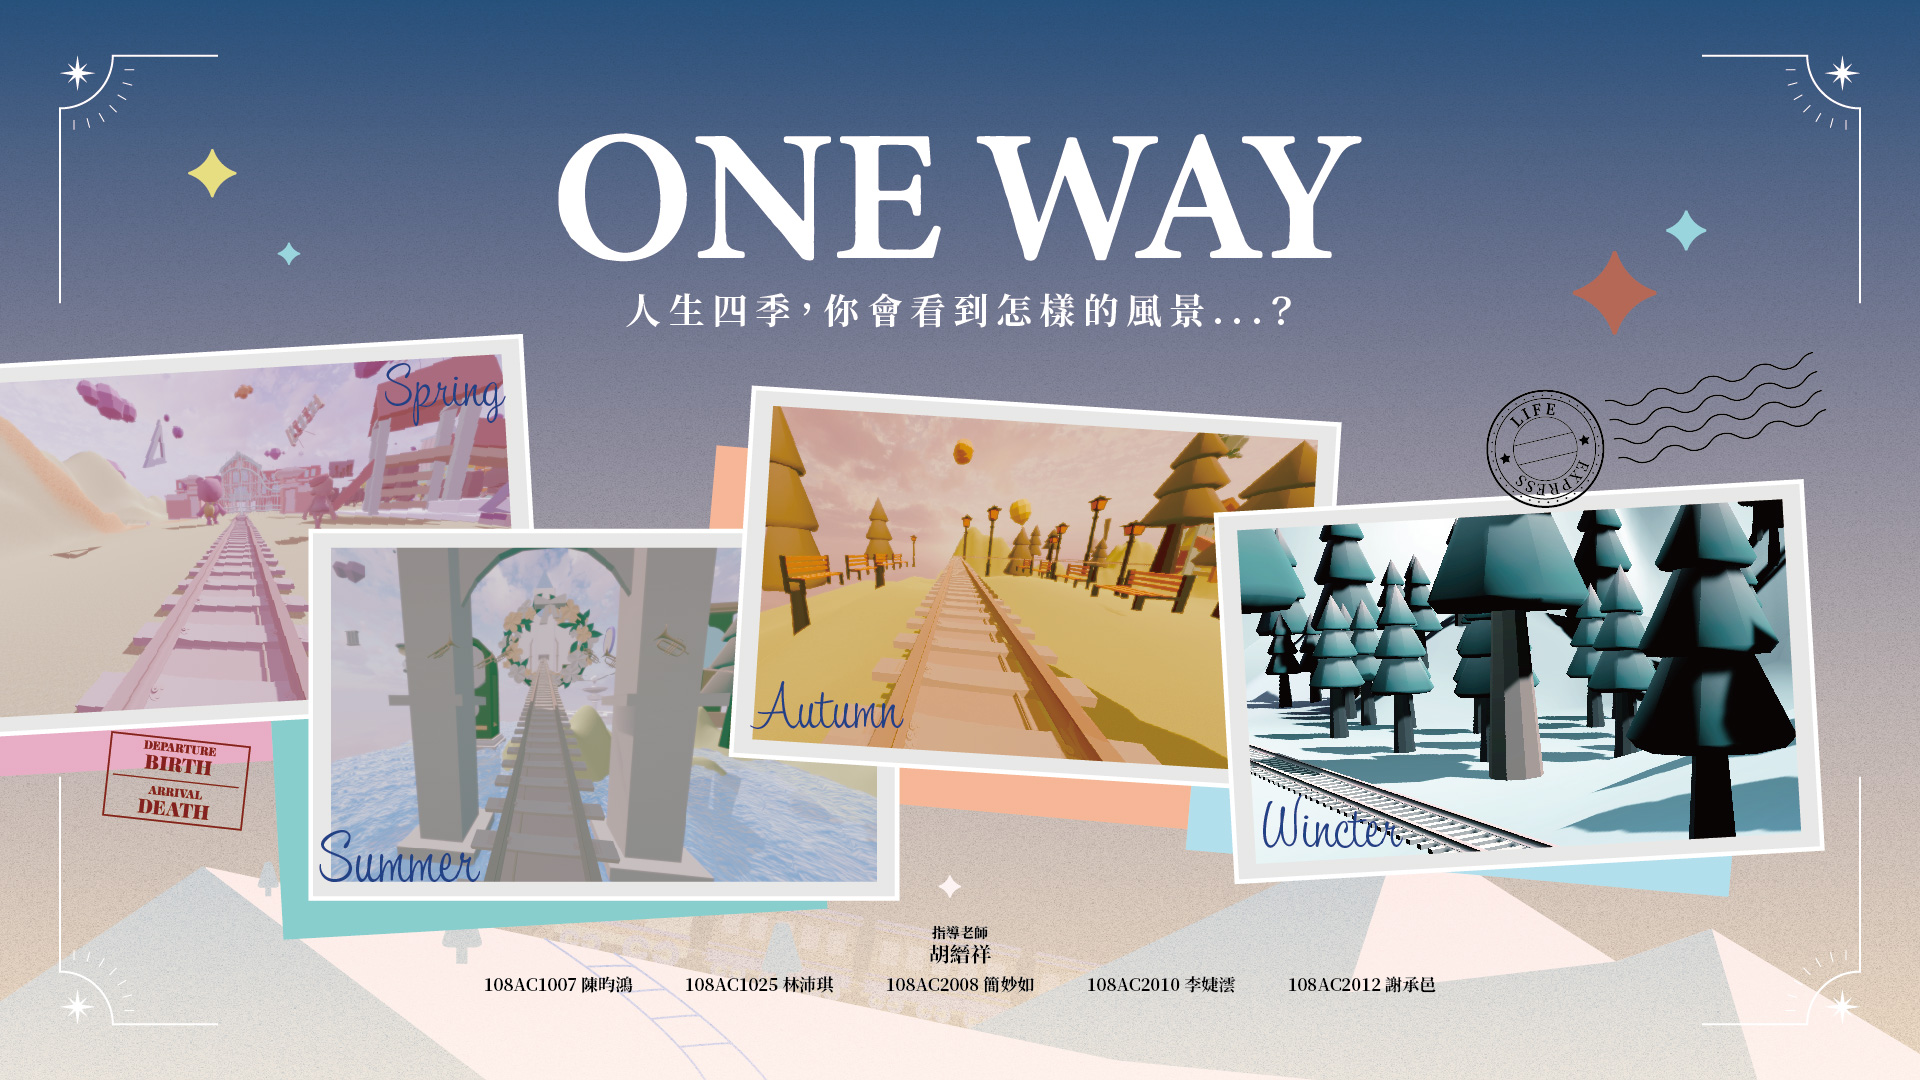 ONE WAY
人生四季，你會看到怎樣的風景...？
Spring
Summer
Autumn
Wincter
LIFE
EXPRESS
DEPARTURE
BIRTH
ARRIVAL
DEATH
指導老師
胡縉祥
108AC1007 陳昀鴻
108AC1025 林沛琪
108AC2008 簡妙如
108AC2010 李婕澐
108AC2012 謝承邑